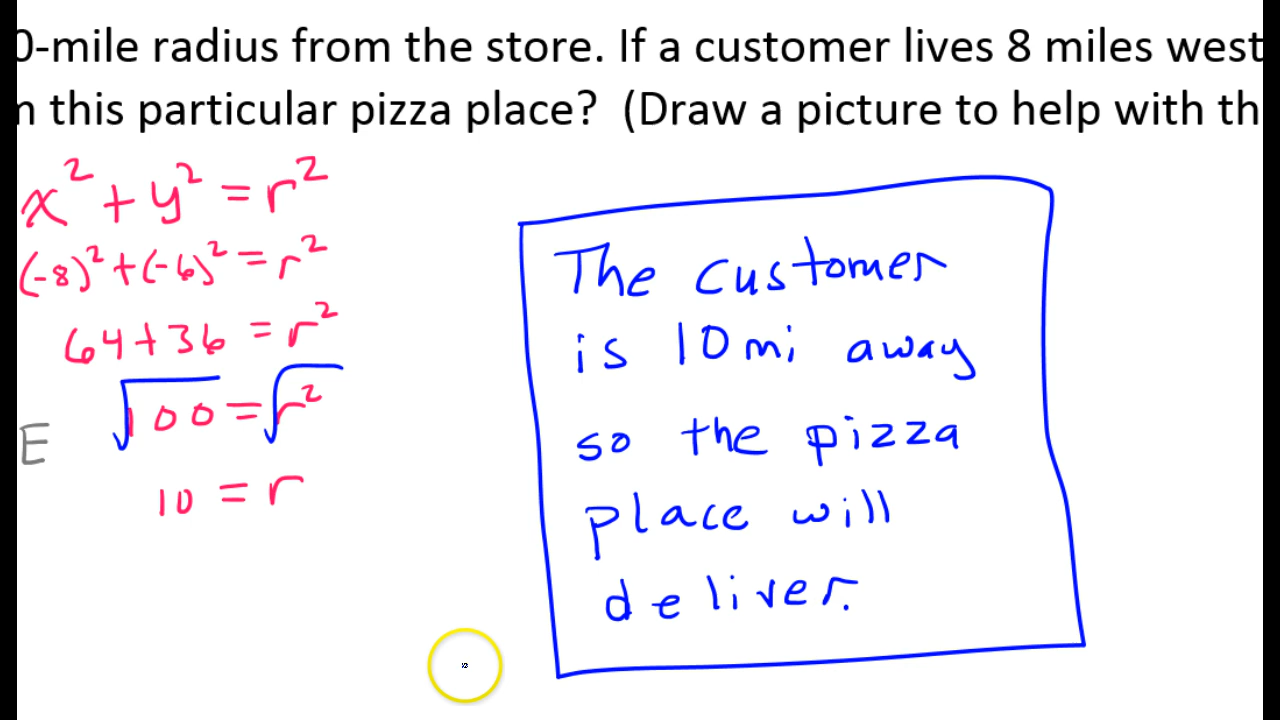 0-mile radius from the store. If a customer lives 8 miles west
m this particular pizza place? (Draw a picture to help with th
x² + y² = r²
(-8)² + (-6)² = r²
64 + 36 = r²
√100 = √r²
E
10 = r
The customer
is 10 mi away
so the pizza
place will
deliver.